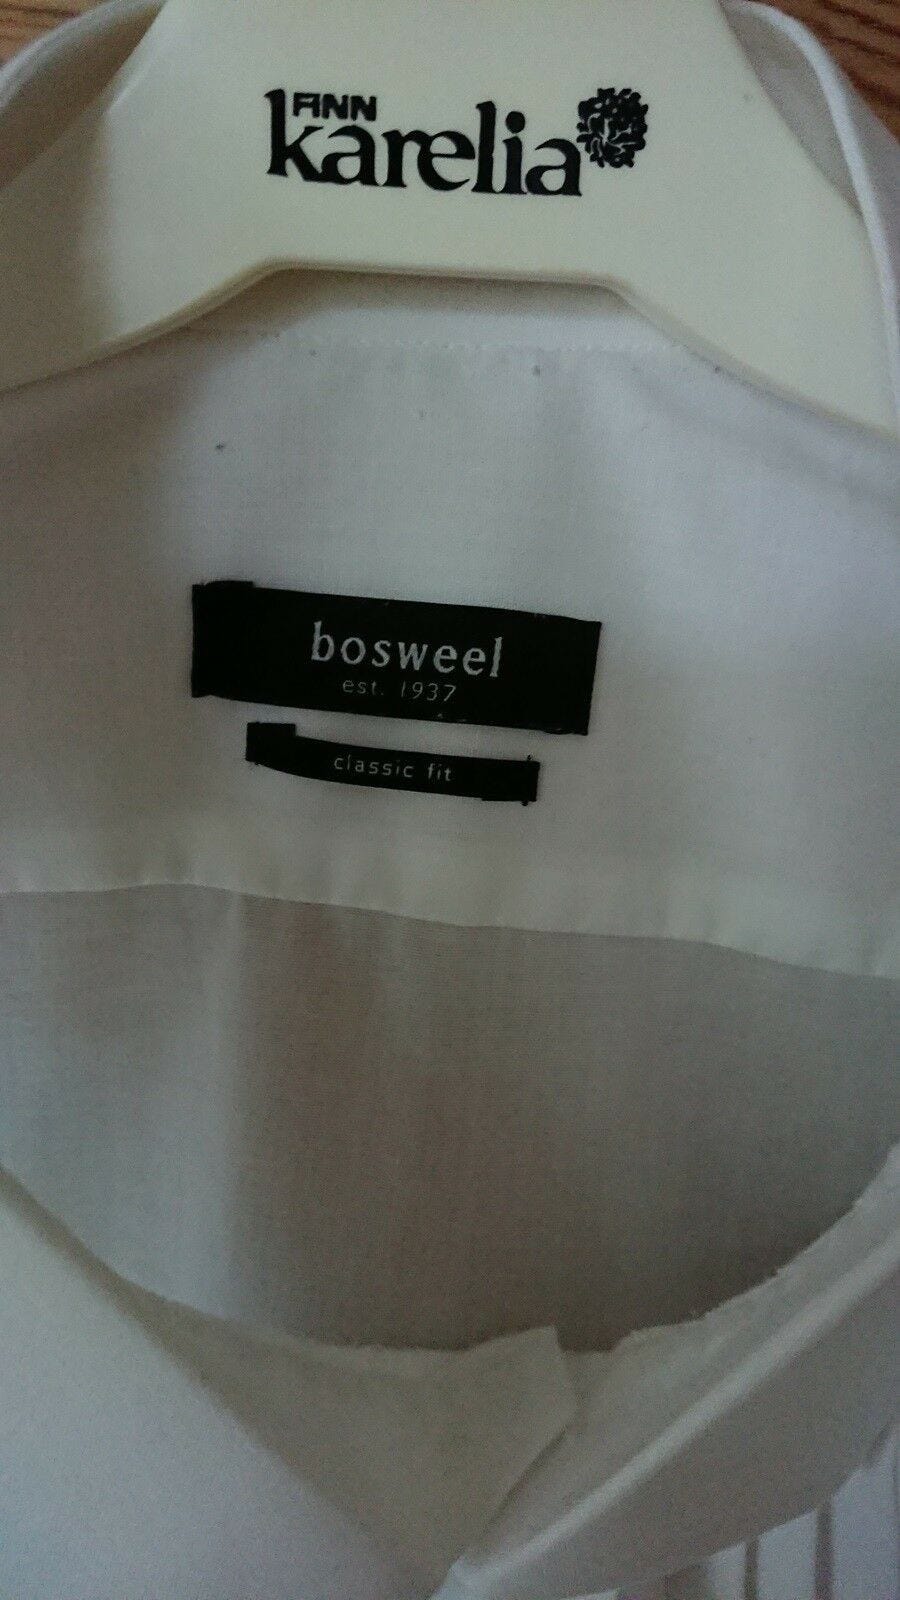 FINN
karelia
bosweel
est. 1937
classic fit